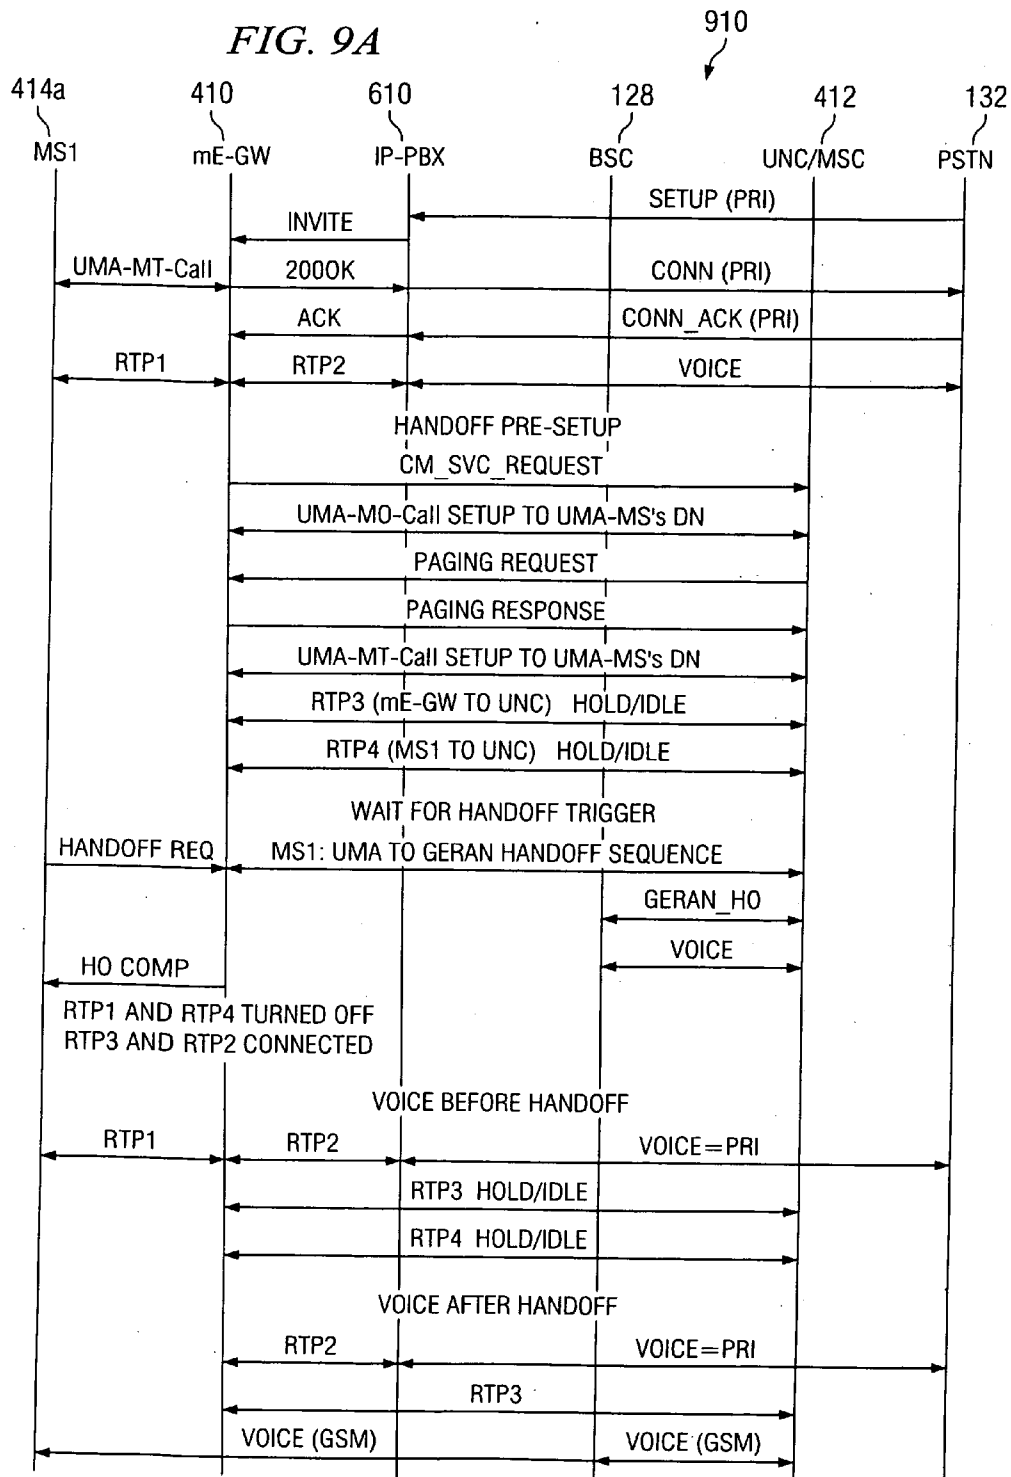 FIG. 9A
910
414a 410 610 128 412 132
MS1 mE-GW IP-PBX BSC UNC/MSC PSTN
SETUP (PRI)
INVITE
UMA-MT-Call 200OK CONN (PRI)
ACK CONN_ACK (PRI)
RTP1 RTP2 VOICE
HANDOFF PRE-SETUP
CM_SVC_REQUEST
UMA-MO-Call SETUP TO UMA-MS's DN
PAGING REQUEST
PAGING RESPONSE
UMA-MT-Call SETUP TO UMA-MS's DN
RTP3 (mE-GW TO UNC) HOLD/IDLE
RTP4 (MS1 TO UNC) HOLD/IDLE
WAIT FOR HANDOFF TRIGGER
HANDOFF REQ MS1: UMA TO GERAN HANDOFF SEQUENCE
GERAN_HO
VOICE
HO COMP
RTP1 AND RTP4 TURNED OFF
RTP3 AND RTP2 CONNECTED
VOICE BEFORE HANDOFF
RTP1 RTP2 VOICE=PRI
RTP3 HOLD/IDLE
RTP4 HOLD/IDLE
VOICE AFTER HANDOFF
RTP2 VOICE=PRI
RTP3
VOICE (GSM) VOICE (GSM)